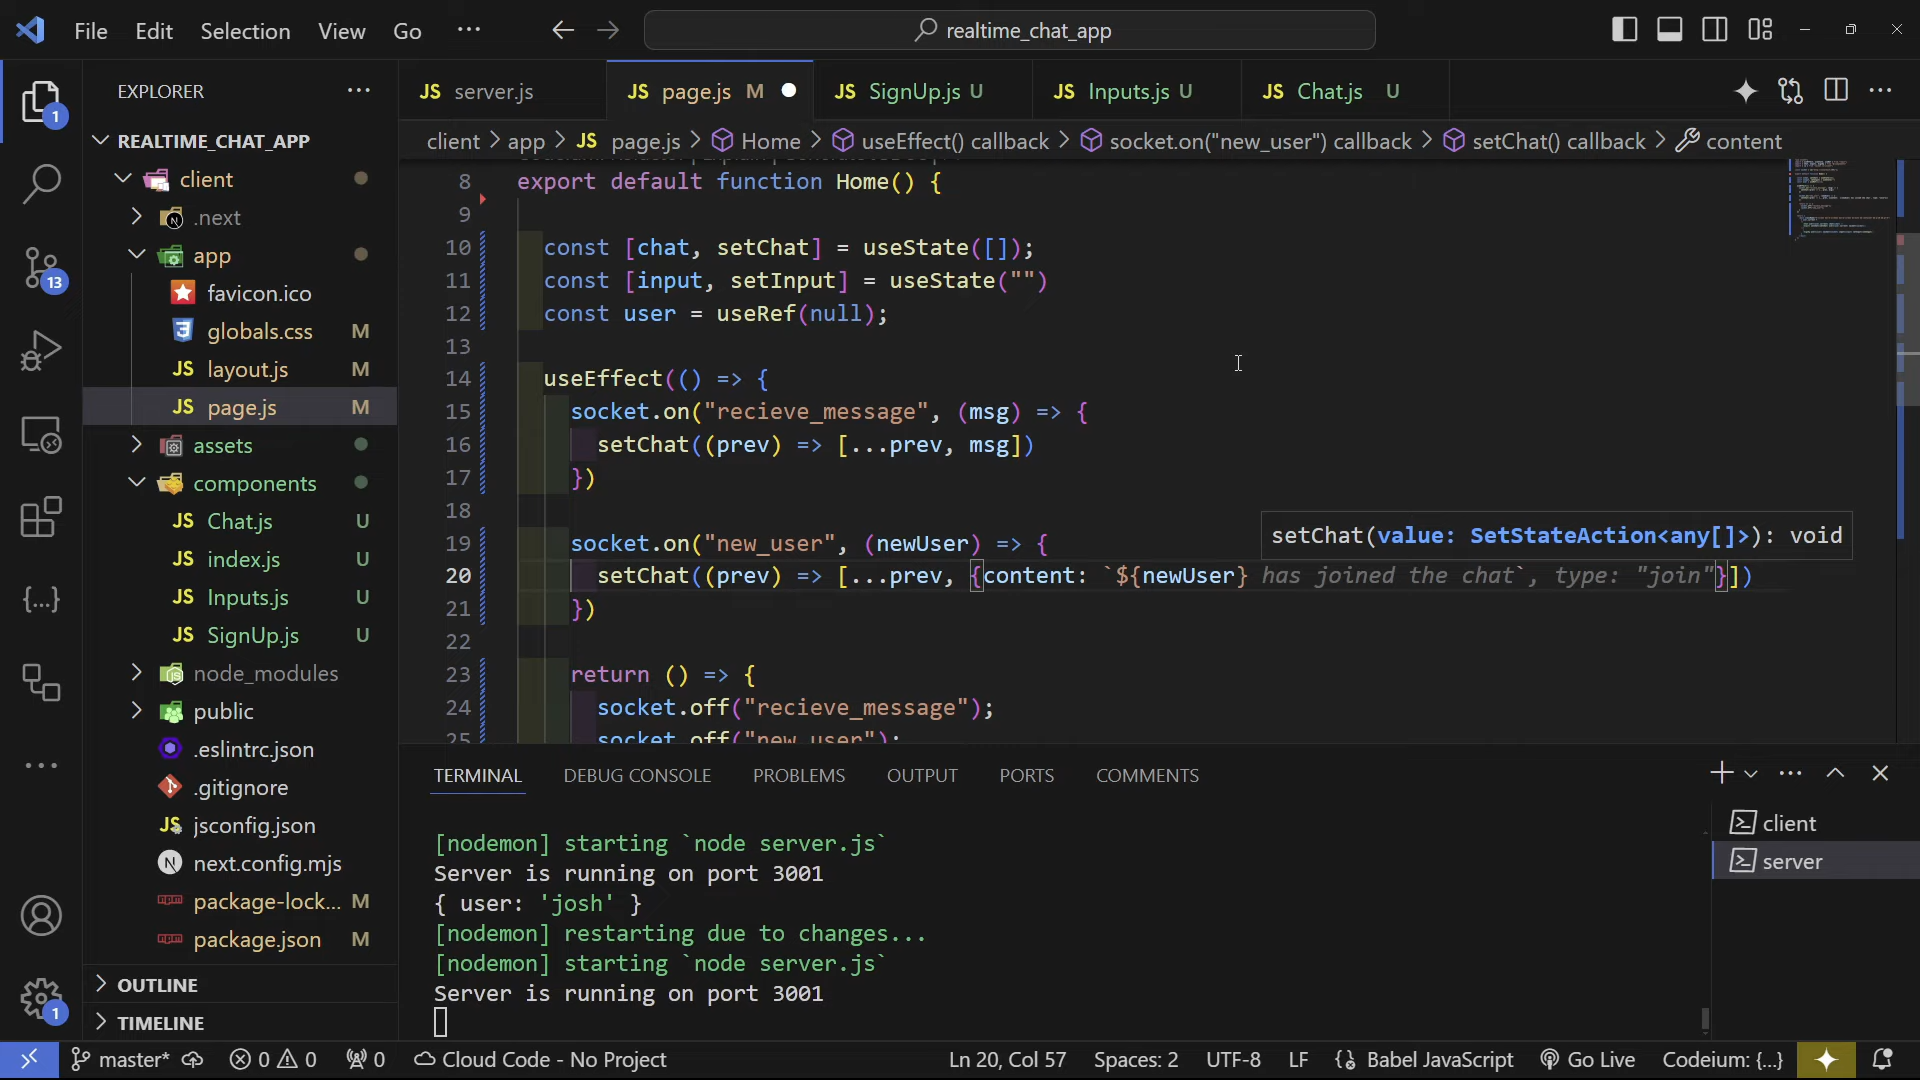 File Edit Selection View Go ··· realtime_chat_app
EXPLORER ···
REALTIME_CHAT_APP
client
.next
app
favicon.ico
globals.css M
layout.js M
page.js M
assets
components
Chat.js U
index.js U
Inputs.js U
SignUp.js U
node_modules
public
.eslintrc.json
.gitignore
jsconfig.json
next.config.mjs
package-lock... M
package.json M
OUTLINE
TIMELINE
1
13
1
JS server.js JS page.js M JS SignUp.js U JS Inputs.js U JS Chat.js U
client > app > JS page.js > Home > useEffect() callback > socket.on("new_user") callback > setChat() callback > content
8 export default function Home() {
9
10 const [chat, setChat] = useState([]);
11 const [input, setInput] = useState("")
12 const user = useRef(null);
13
14 useEffect(() => {
15 socket.on("recieve_message", (msg) => {
16 setChat((prev) => [...prev, msg])
17 })
18
19 socket.on("new_user", (newUser) => {
setChat(value: SetStateAction<any[]>): void
20 setChat((prev) => [...prev, {content: `${newUser} has joined the chat`, type: "join"}])
21 })
22
23 return () => {
24 socket.off("recieve_message");
25 socket.off("new_user");
TERMINAL DEBUG CONSOLE PROBLEMS OUTPUT PORTS COMMENTS
[nodemon] starting `node server.js`
Server is running on port 3001
{ user: 'josh' }
[nodemon] restarting due to changes...
[nodemon] starting `node server.js`
Server is running on port 3001
client
server
master* 0 0 0 Cloud Code - No Project Ln 20, Col 57 Spaces: 2 UTF-8 LF Babel JavaScript Go Live Codeium: {...}